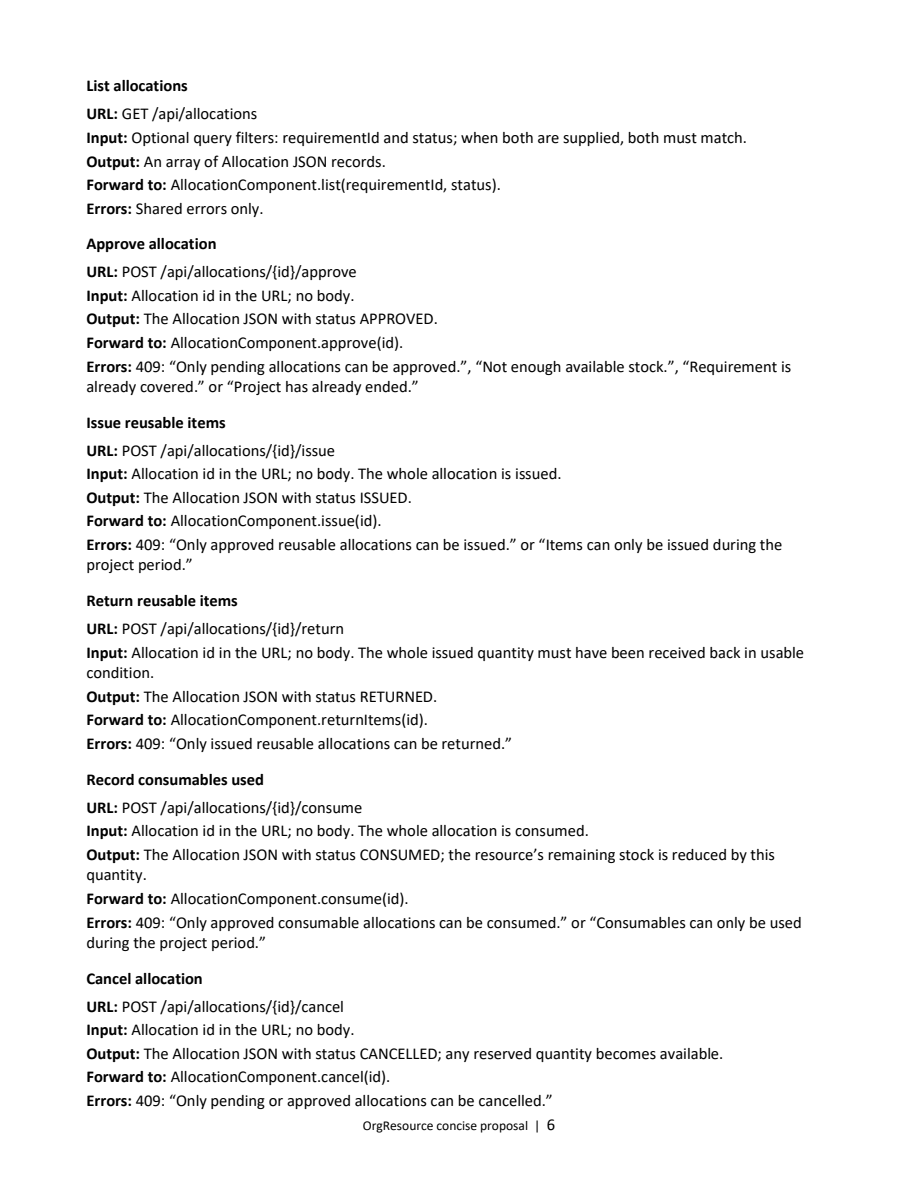 List allocations
URL: GET /api/allocations
Input: Optional query filters: requirementId and status; when both are supplied, both must match.
Output: An array of Allocation JSON records.
Forward to: AllocationComponent.list(requirementId, status).
Errors: Shared errors only.
Approve allocation
URL: POST /api/allocations/{id}/approve
Input: Allocation id in the URL; no body.
Output: The Allocation JSON with status APPROVED.
Forward to: AllocationComponent.approve(id).
Errors: 409: “Only pending allocations can be approved.”, “Not enough available stock.”, “Requirement is
already covered.” or “Project has already ended.”
Issue reusable items
URL: POST /api/allocations/{id}/issue
Input: Allocation id in the URL; no body. The whole allocation is issued.
Output: The Allocation JSON with status ISSUED.
Forward to: AllocationComponent.issue(id).
Errors: 409: “Only approved reusable allocations can be issued.” or “Items can only be issued during the
project period.”
Return reusable items
URL: POST /api/allocations/{id}/return
Input: Allocation id in the URL; no body. The whole issued quantity must have been received back in usable
condition.
Output: The Allocation JSON with status RETURNED.
Forward to: AllocationComponent.returnItems(id).
Errors: 409: “Only issued reusable allocations can be returned.”
Record consumables used
URL: POST /api/allocations/{id}/consume
Input: Allocation id in the URL; no body. The whole allocation is consumed.
Output: The Allocation JSON with status CONSUMED; the resource’s remaining stock is reduced by this
quantity.
Forward to: AllocationComponent.consume(id).
Errors: 409: “Only approved consumable allocations can be consumed.” or “Consumables can only be used
during the project period.”
Cancel allocation
URL: POST /api/allocations/{id}/cancel
Input: Allocation id in the URL; no body.
Output: The Allocation JSON with status CANCELLED; any reserved quantity becomes available.
Forward to: AllocationComponent.cancel(id).
Errors: 409: “Only pending or approved allocations can be cancelled.”
OrgResource concise proposal | 6